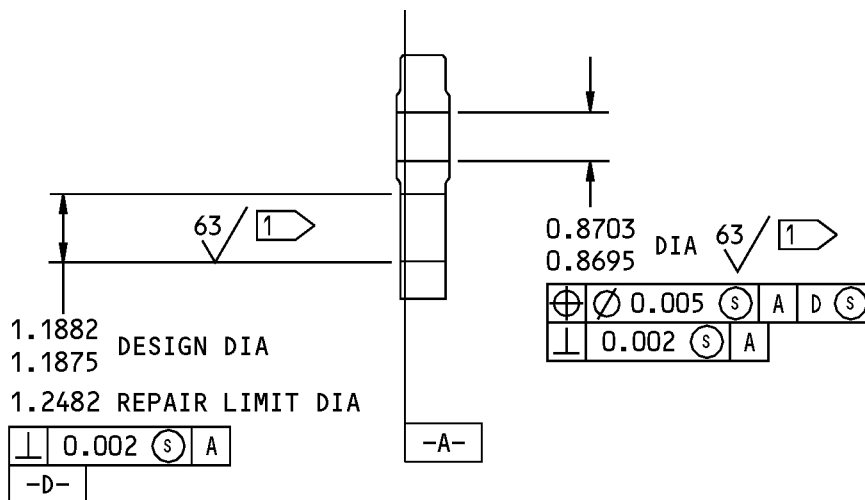 63 1
1.1882
1.1875 DESIGN DIA
1.2482 REPAIR LIMIT DIA
⊥ 0.002 Ⓢ A
-D-
-A-
0.8703
0.8695 DIA 63 1
⌖ ⌀ 0.005 Ⓢ A D Ⓢ
⊥ 0.002 Ⓢ A